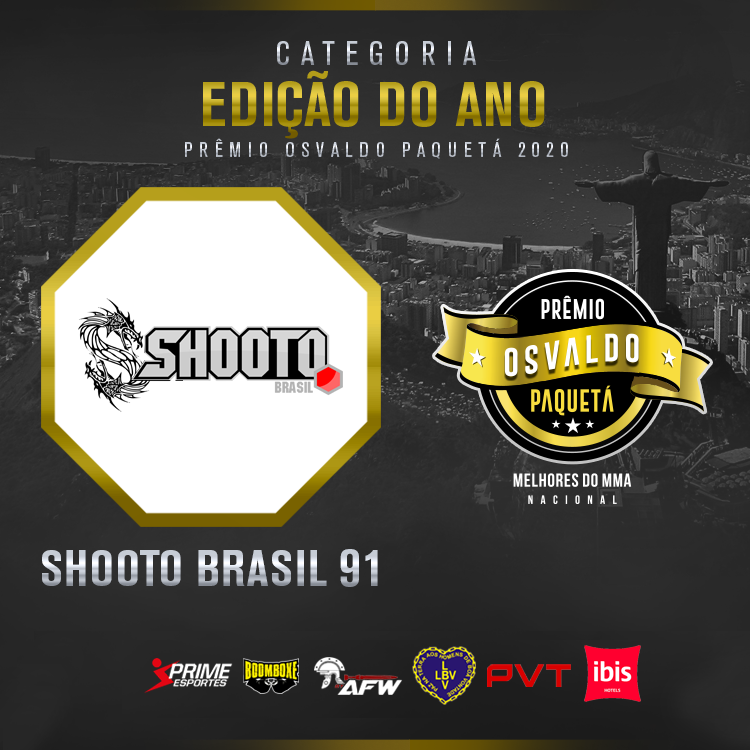 CATEGORIA
EDIÇÃO DO ANO
PRÊMIO OSVALDO PAQUETÁ 2020
SHOOTO
BRASIL
PRÊMIO
OSVALDO
PAQUETÁ
MELHORES DO MMA
NACIONAL
SHOOTO BRASIL 91
PRIME
ESPORTES
BOOMBOXE
AFW
L
LBV
V
PVT
ibis
HOTELS